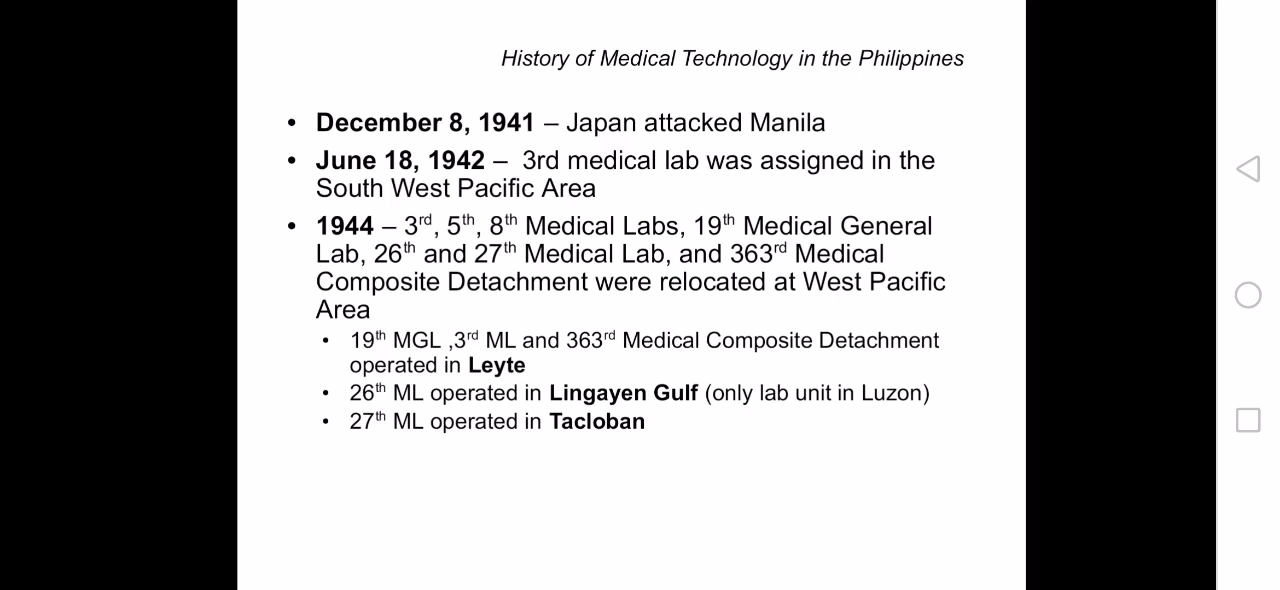 History of Medical Technology in the Philippines
• December 8, 1941 – Japan attacked Manila
• June 18, 1942 – 3rd medical lab was assigned in the
South West Pacific Area
• 1944 – 3rd, 5th, 8th Medical Labs, 19th Medical General
Lab, 26th and 27th Medical Lab, and 363rd Medical
Composite Detachment were relocated at West Pacific
Area
• 19th MGL ,3rd ML and 363rd Medical Composite Detachment
operated in Leyte
• 26th ML operated in Lingayen Gulf (only lab unit in Luzon)
• 27th ML operated in Tacloban